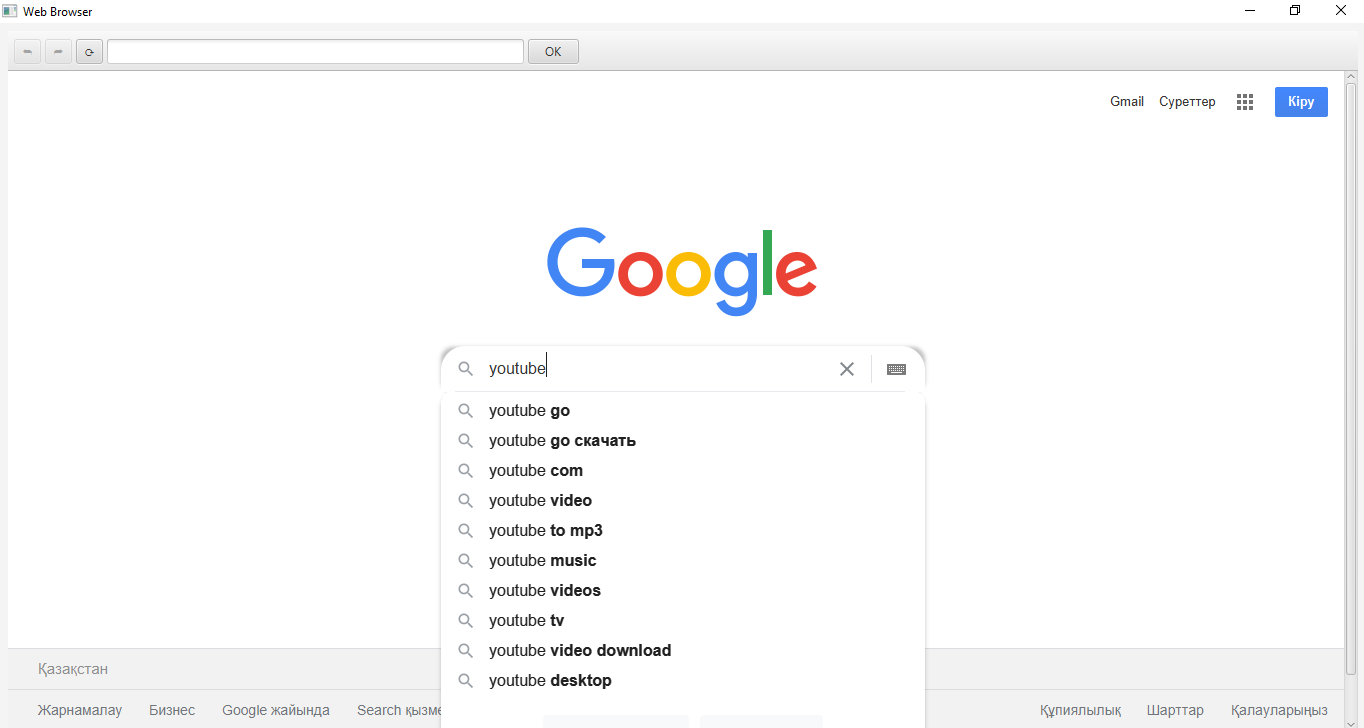 Web Browser
OK
Gmail Суреттер Кіру
Google
youtube
youtube go
youtube go скачать
youtube com
youtube video
youtube to mp3
youtube music
youtube videos
youtube tv
youtube video download
youtube desktop
Қазақстан
Жарнамалау Бизнес Google жайында Search қызме
Құпиялылық Шарттар Қалауларыңыз